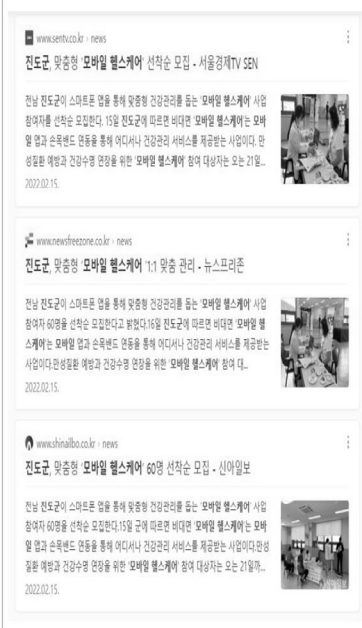 www.sentv.co.kr › news
진도군, 맞춤형 '모바일 헬스케어' 선착순 모집 - 서울경제TV SEN
전남 진도군이 스마트폰 앱을 통해 맞춤형 건강관리를 돕는 '모바일 헬스케어' 사업
참여자를 선착순 모집한다. 15일 진도군에 따르면 비대면 '모바일 헬스케어'는 모바
일 앱과 손목밴드 연동을 통해 어디서나 건강관리 서비스를 제공받는 사업이다. 만
성질환 예방과 건강수명 연장을 위한 '모바일 헬스케어' 참여 대상자는 오는 21일...
2022.02.15.
www.newsfreezone.co.kr › news
진도군, 맞춤형 '모바일 헬스케어 '1:1 맞춤 관리 - 뉴스프리존
전남 진도군이 스마트폰 앱을 통해 맞춤형 건강관리를 돕는 '모바일 헬스케어' 사업
참여자 60명을 선착순 모집한다고 밝혔다.16일 진도군에 따르면 비대면 '모바일 헬
스케어'는 모바일 앱과 손목밴드 연동을 통해 어디서나 건강관리 서비스를 제공받는
사업이다.만성질환 예방과 건강수명 연장을 위한 '모바일 헬스케어' 참여 대...
2022.02.15.
www.shinailbo.co.kr › news
진도군, 맞춤형 '모바일 헬스케어' 60명 선착순 모집 - 신아일보
전남 진도군이 스마트폰 앱을 통해 맞춤형 건강관리를 돕는 '모바일 헬스케어' 사업
참여자 60명을 선착순 모집한다.15일 군에 따르면 비대면 '모바일 헬스케어'는 모바
일 앱과 손목밴드 연동을 통해 어디서나 건강관리 서비스를 제공받는 사업이다.만성
질환 예방과 건강수명 연장을 위한 '모바일 헬스케어' 참여 대상자는 오는 21일까...
2022.02.15.